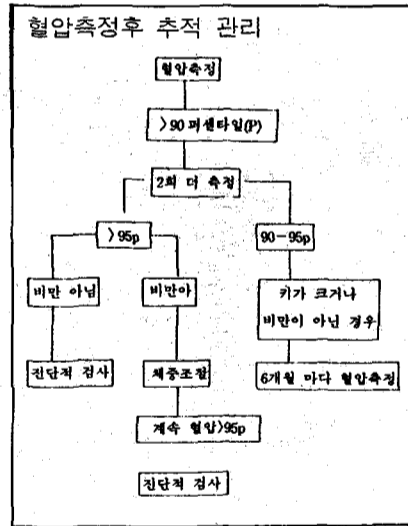 혈압측정후 추적 관리
혈압측정
>90 퍼센타일(P)
2회 더 측정
>95p
90-95p
비만 아님
비만아
키가 크거나
비만이 아닌 경우
진단적 검사
체중조절
6개월 마다 혈압측정
계속 혈압>95p
진단적 검사